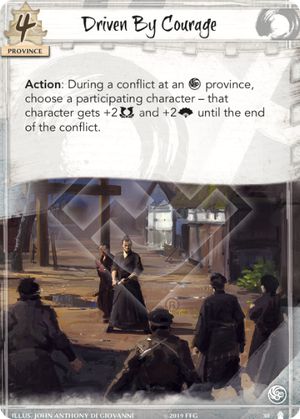 Driven By Courage
4
PROVINCE
Action: During a conflict at an province,
choose a participating character – that
character gets +2 and +2 until the end
of the conflict.
ILLUS. JOHN ANTHONY DI GIOVANNI
© 2019 FFG